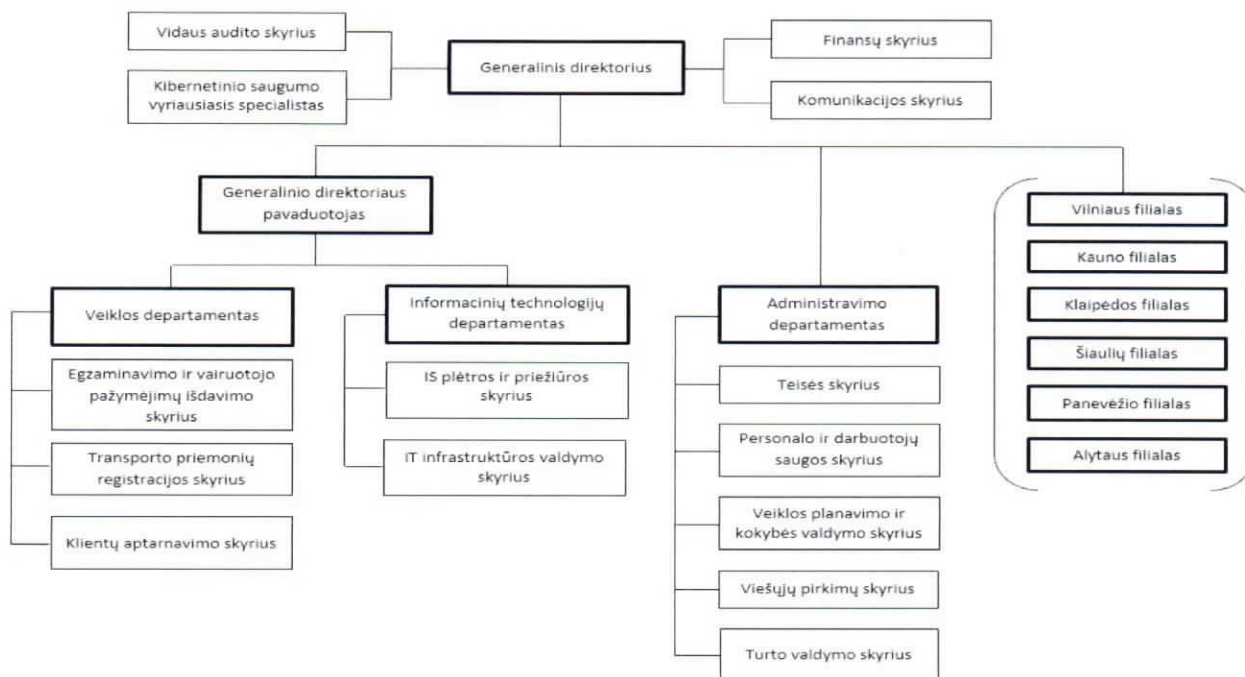 Vidaus audito skyrius
Kibernetinio saugumo
vyriausiasis specialistas
Generalinis direktorius
Finansų skyrius
Komunikacijos skyrius
Generalinio direktoriaus
pavaduotojas
Veiklos departamentas
Egzaminavimo ir vairuotojo
pažymėjimų išdavimo
skyrius
Transporto priemonių
registracijos skyrius
Klientų aptarnavimo skyrius
Informacinių technologijų
departamentas
IS plėtros ir priežiūros
skyrius
IT infrastruktūros valdymo
skyrius
Administravimo
departamentas
Teisės skyrius
Personalo ir darbuotojų
saugos skyrius
Veiklos planavimo ir
kokybės valdymo skyrius
Viešųjų pirkimų skyrius
Turto valdymo skyrius
Vilniaus filialas
Kauno filialas
Klaipėdos filialas
Šiaulių filialas
Panevėžio filialas
Alytaus filialas